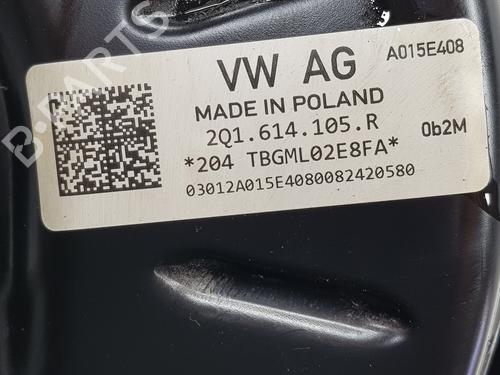 B-PARTS
VW AG
A015E408
MADE IN POLAND
2Q1.614.105.R
0b2M
*204 TBGML02E8FA*
03012A015E4080082420580